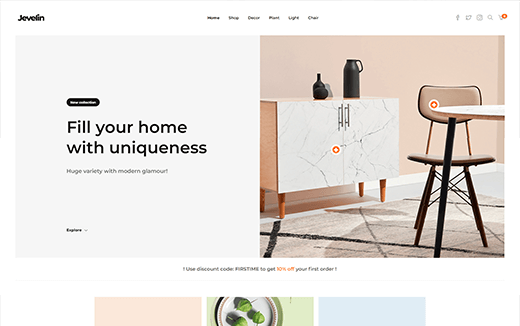 Jevelin
Home Shop Decor Plant Light Chair
New collection
Fill your home
with uniqueness
Huge variety with modern glamour!
Explore
! Use discount code: FIRSTIME to get 10% off your first order !